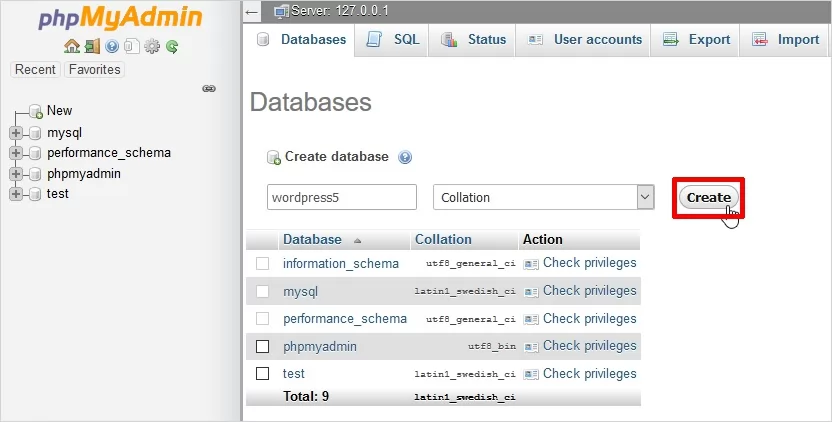 phpMyAdmin
Recent Favorites
New
mysql
performance_schema
phpmyadmin
test
Server: 127.0.0.1
Databases SQL Status User accounts Export Import
Databases
Create database
wordpress5 Collation Create
Database Collation Action
information_schema utf8_general_ci Check privileges
mysql latin1_swedish_ci Check privileges
performance_schema utf8_general_ci Check privileges
phpmyadmin utf8_bin Check privileges
test latin1_swedish_ci Check privileges
Total: 9 latin1_swedish_ci